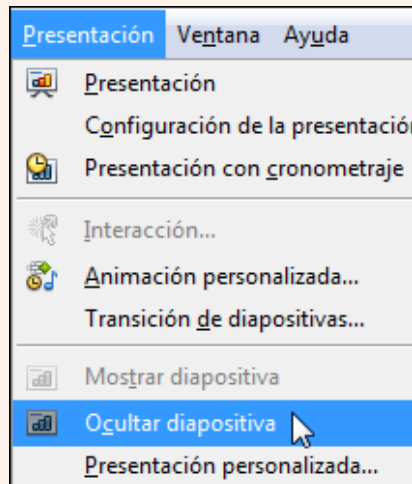 Presentación Ventana Ayuda
Presentación
Configuración de la presentación
Presentación con cronometraje
Interacción...
Animación personalizada...
Transición de diapositivas...
Mostrar diapositiva
Ocultar diapositiva
Presentación personalizada...